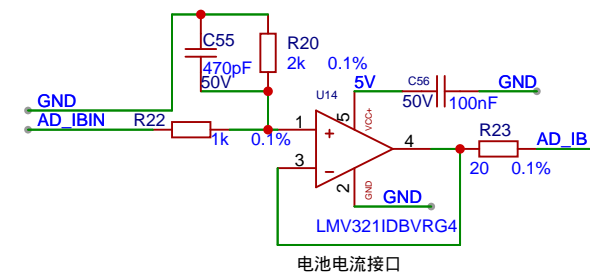 C55
470pF
50V
R20
2k 0.1%
GND
AD_IBIN
R22
1k 0.1%
U14
5V
C56
50V
100nF
GND
1
3
5
VCC+
4
2
GND
GND
R23
20 0.1%
AD_IB
LMV321IDBVRG4
电池电流接口